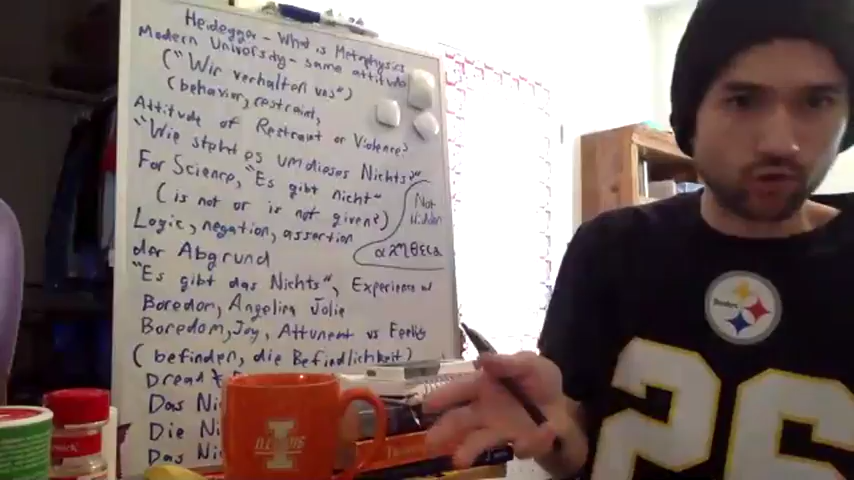 Heidegger - What is Metaphysics
Modern University - same attitude
("Wir verhalten uns")
(behavior, restraint,
Attitude of Restraint or Violence?
"Wie steht es um dieses Nichts?"
For Science, "Es gibt nicht"
(is not or is not given?)
Not Hidden
Logic, negation, assertion
αληθεια
der Abgrund
"Es gibt das Nichts", Experience w/
Boredom, Angelina Jolie
Boredom, Joy, Attunement vs Feeling
(befinden, die Befindlichkeit)
Dread
Das Ni
Die Ni
Das Ni
ILLINOIS
I
Steelers
26